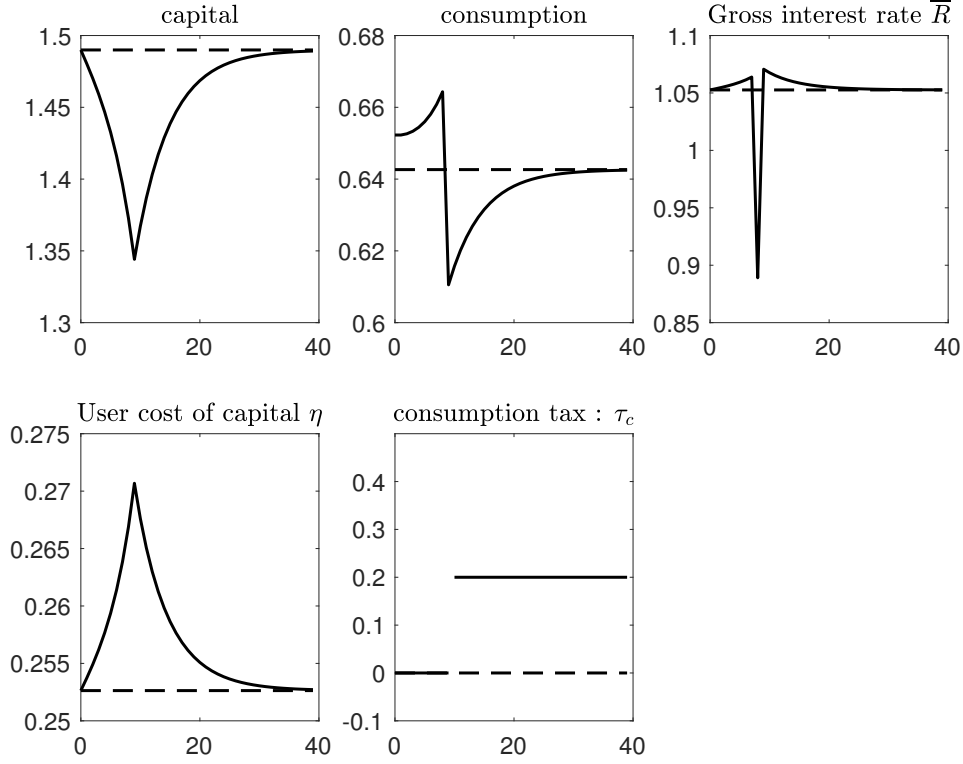 capital
consumption
Gross interest rate R̅
1.5
1.45
1.4
1.35
1.3
0 20 40
0.68
0.66
0.64
0.62
0.6
0 20 40
1.1
1.05
1
0.95
0.9
0.85
0 20 40
User cost of capital η
consumption tax : τc
0.275
0.27
0.265
0.26
0.255
0.25
0 20 40
0.4
0.3
0.2
0.1
0
-0.1
0 20 40